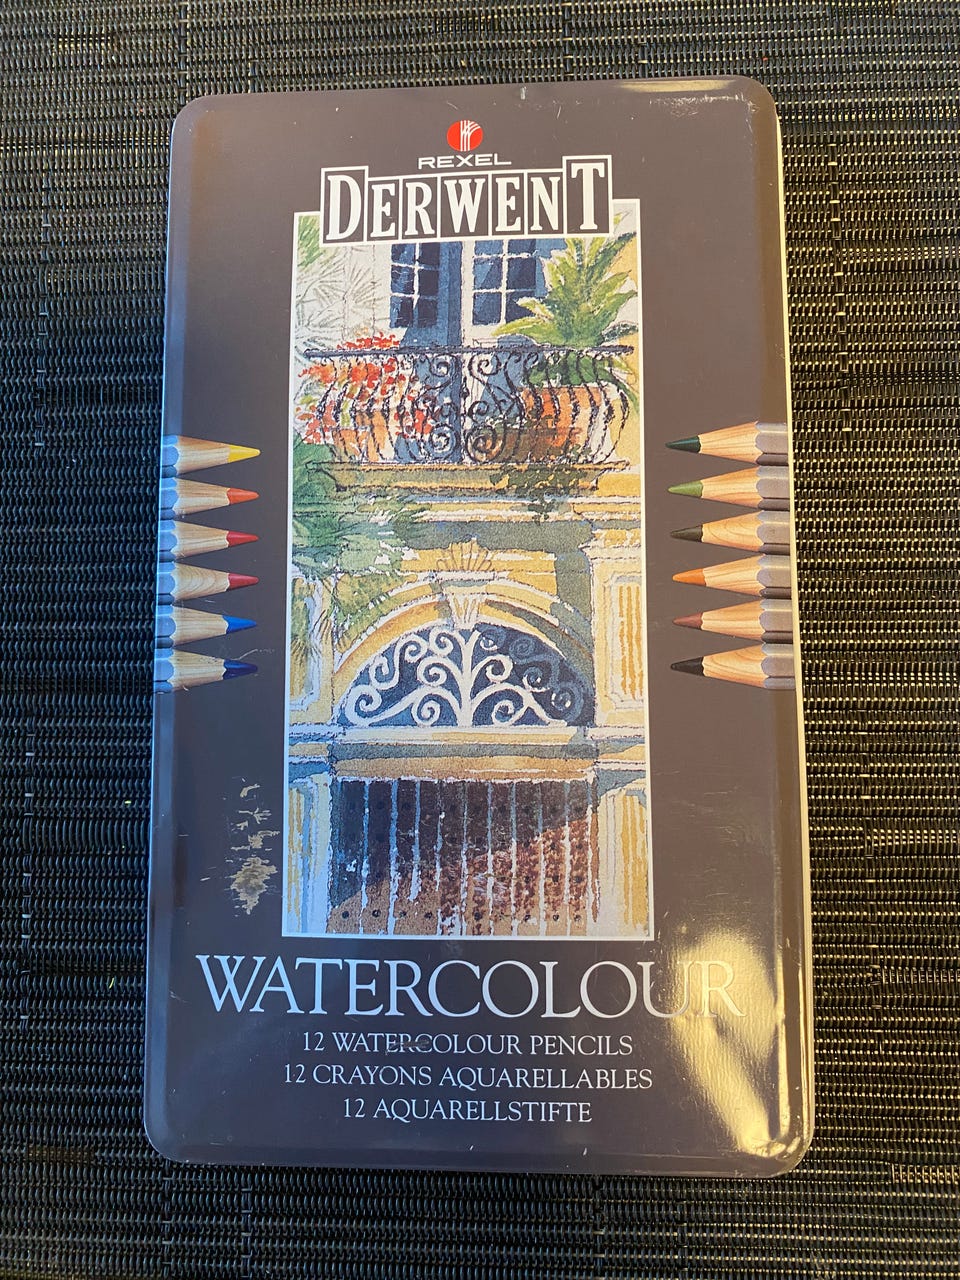 REXEL
DERWENT
WATERCOLOUR
12 WATERCOLOUR PENCILS
12 CRAYONS AQUARELLABLES
12 AQUARELLSTIFTE